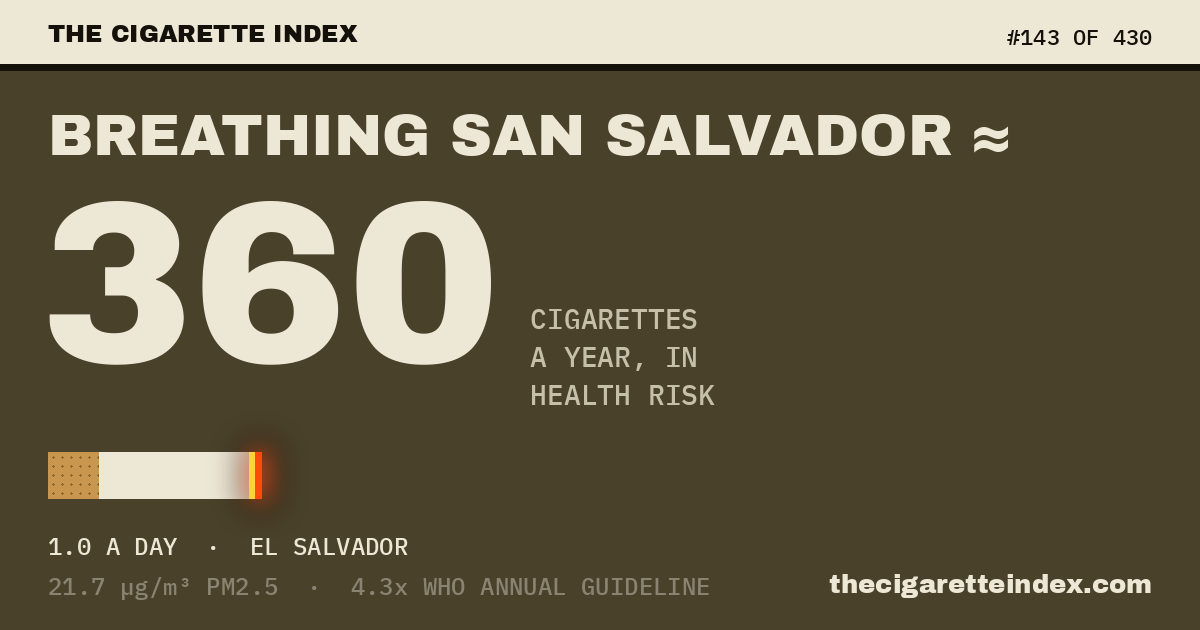 THE CIGARETTE INDEX
#143 OF 430
BREATHING SAN SALVADOR ≈
360
CIGARETTES
A YEAR, IN
HEALTH RISK
1.0 A DAY · EL SALVADOR
21.7 µg/m³ PM2.5 · 4.3x WHO ANNUAL GUIDELINE
thecigaretteindex.com